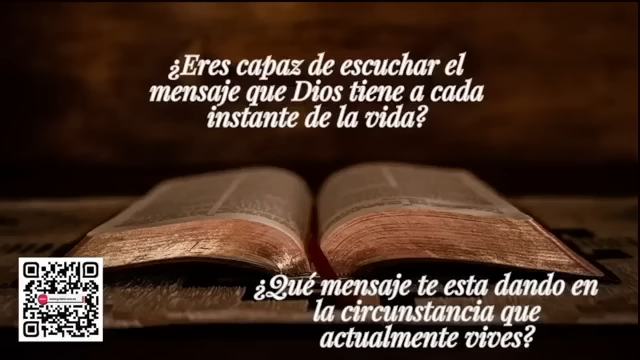 ¿Eres capaz de escuchar el
mensaje que Dios tiene a cada
instante de la vida?
¿Qué mensaje te esta dando en
la circunstancia que
actualmente vives?